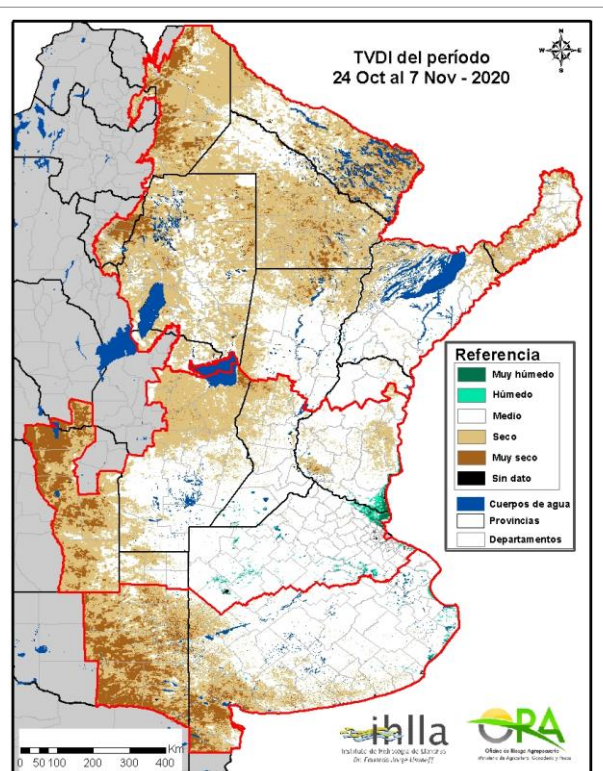 TVDI del período
24 Oct al 7 Nov - 2020
N
W
E
S
Referencia
Muy húmedo
Húmedo
Medio
Seco
Muy seco
Sin dato
Cuerpos de agua
Provincias
Departamentos
Km
0 50 100 200 300 400
ihlla
Instituto de Hidrología de Llanuras
ORA
Oficina de Riesgo Agropecuario